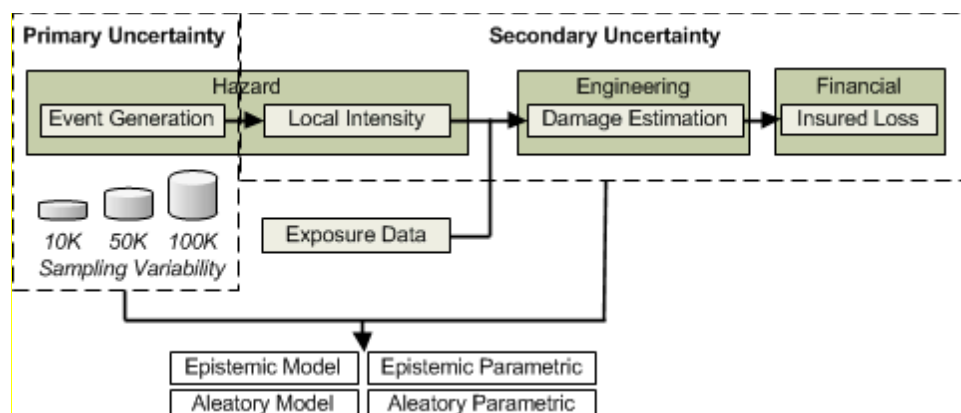 Primary Uncertainty
Secondary Uncertainty
Hazard
Engineering
Financial
Event Generation
Local Intensity
Damage Estimation
Insured Loss
10K
50K
100K
Sampling Variability
Exposure Data
Epistemic Model
Epistemic Parametric
Aleatory Model
Aleatory Parametric